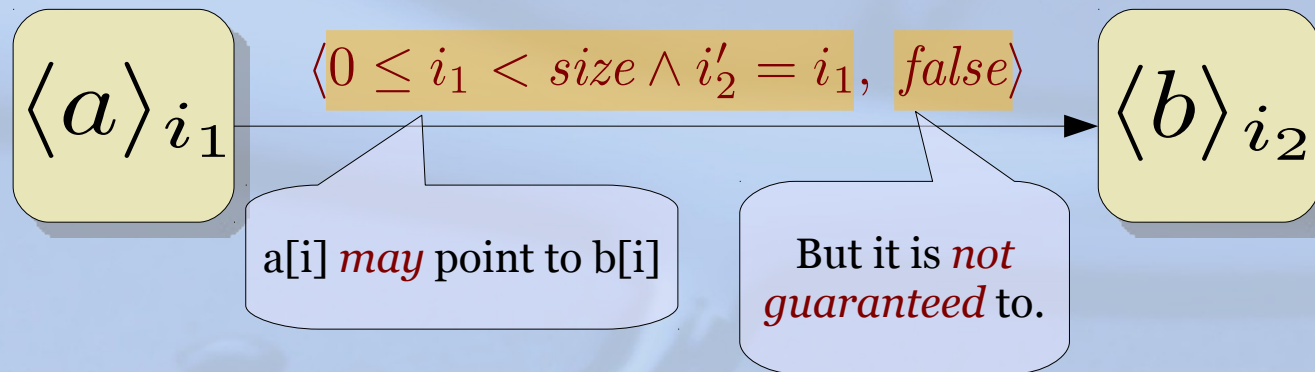 ⟨a⟩i₁
⟨0 ≤ i₁ < size ∧ i′₂ = i₁, false⟩
⟨b⟩i₂
a[i] may point to b[i]
But it is not
guaranteed to.